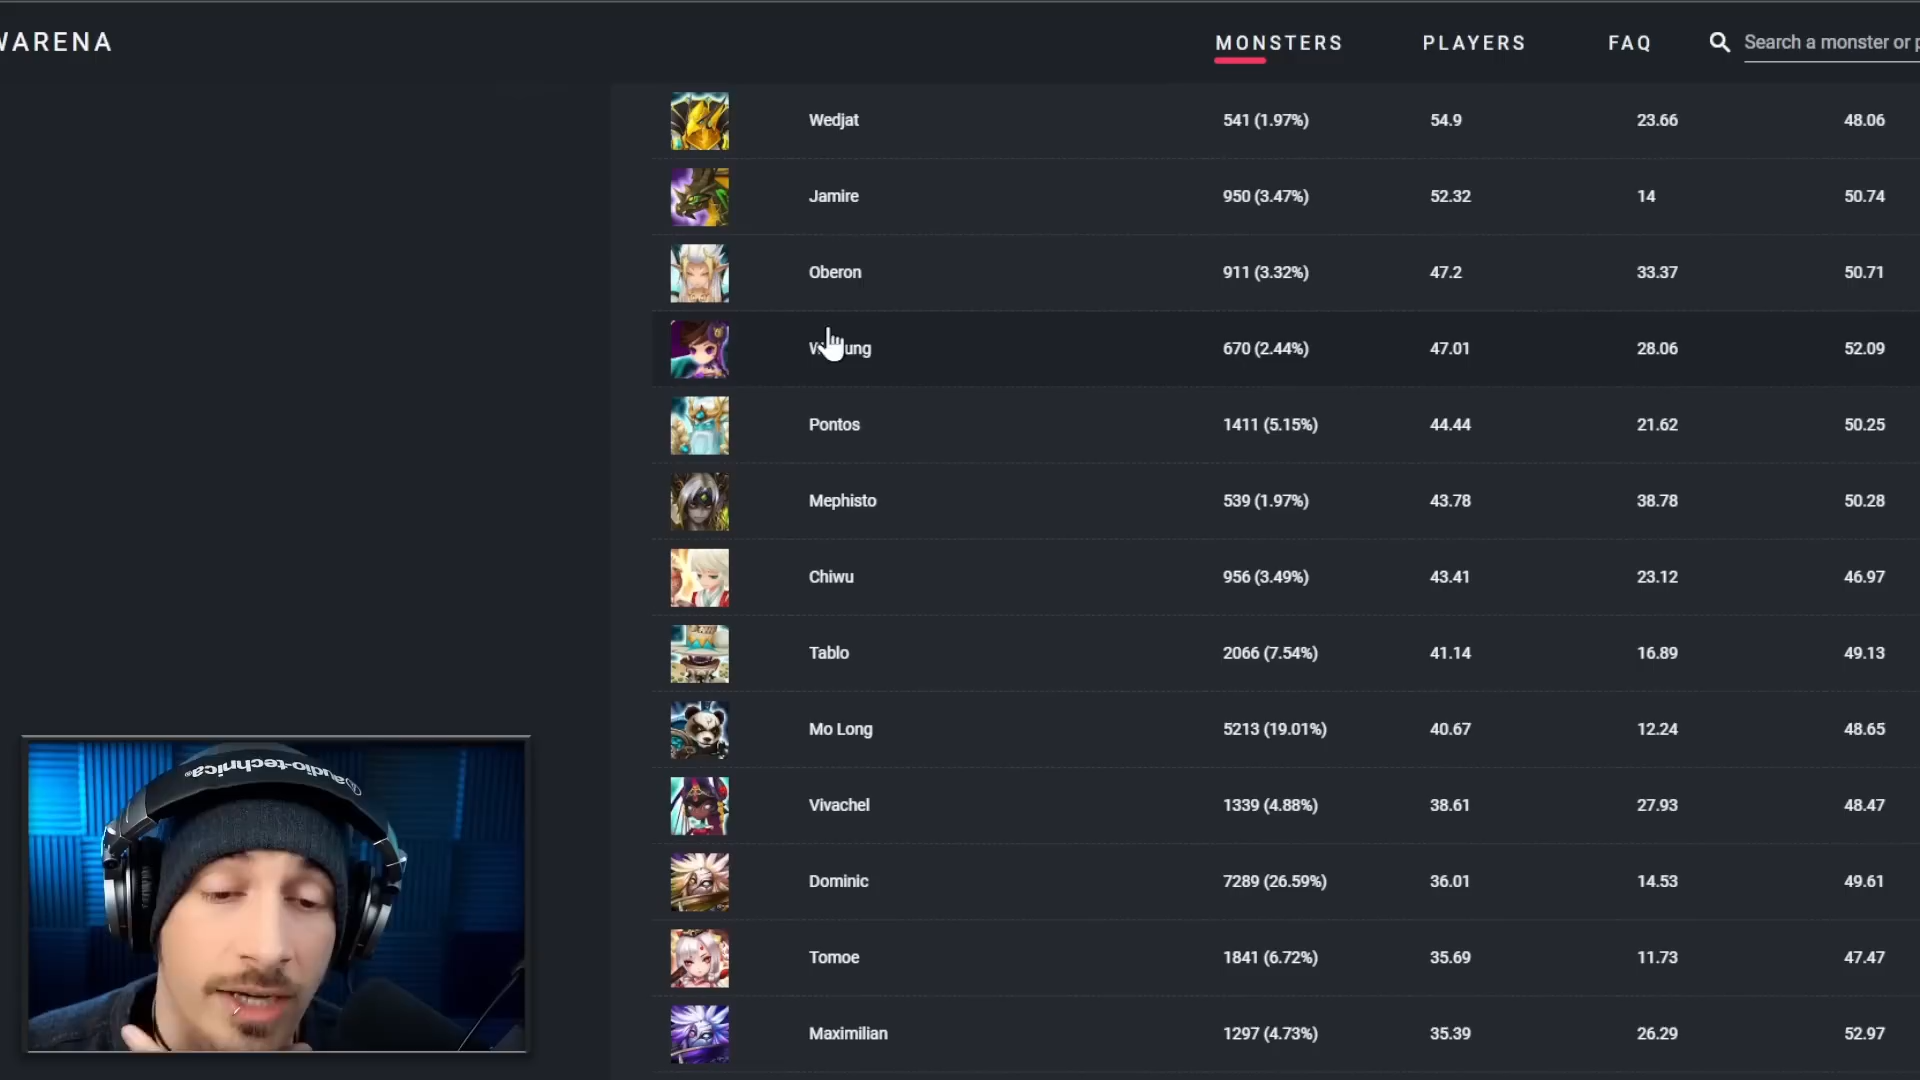 WARENA MONSTERS PLAYERS FAQ Search a monster or p
Wedjat 541 (1.97%) 54.9 23.66 48.06
Jamire 950 (3.47%) 52.32 14 50.74
Oberon 911 (3.32%) 47.2 33.37 50.71
670 (2.44%) 47.01 28.06 52.09
Pontos 1411 (5.15%) 44.44 21.62 50.25
Mephisto 539 (1.97%) 43.78 38.78 50.28
Chiwu 956 (3.49%) 43.41 23.12 46.97
Tablo 2066 (7.54%) 41.14 16.89 49.13
Mo Long 5213 (19.01%) 40.67 12.24 48.65
Vivachel 1339 (4.88%) 38.61 27.93 48.47
Dominic 7289 (26.59%) 36.01 14.53 49.61
Tomoe 1841 (6.72%) 35.69 11.73 47.47
Maximilian 1297 (4.73%) 35.39 26.29 52.97
audio-technica